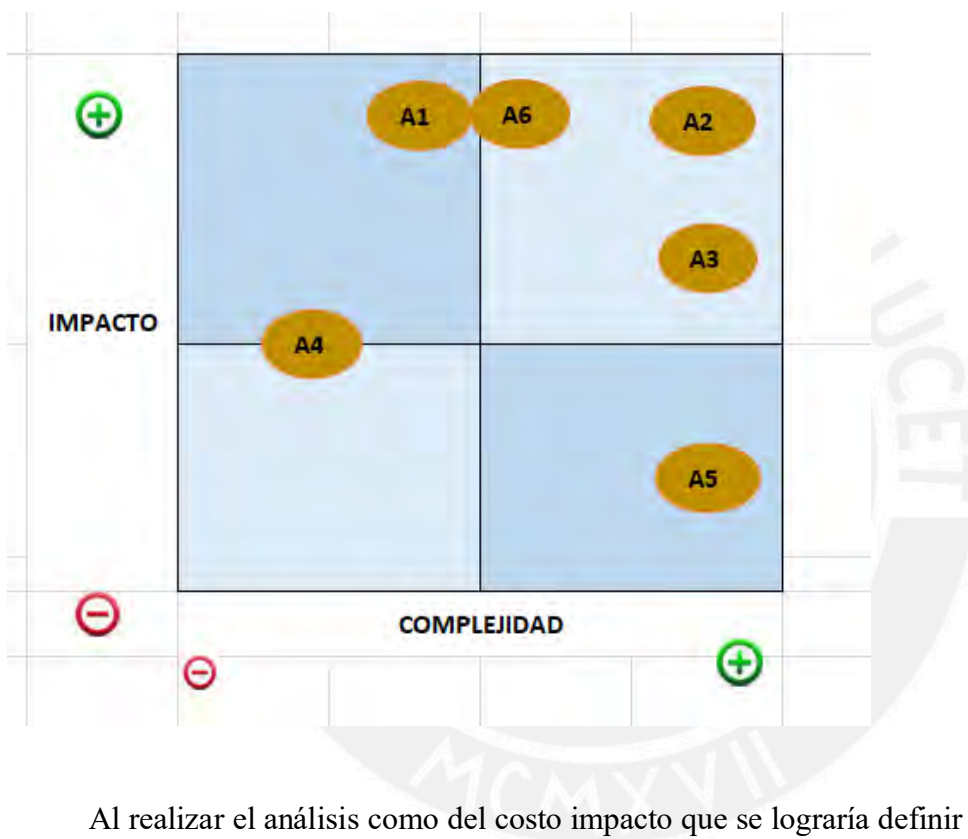 A1
A6
A2
A3
IMPACTO
A4
A5
COMPLEJIDAD
MCMXVII
Al realizar el análisis como del costo impacto que se lograría definir